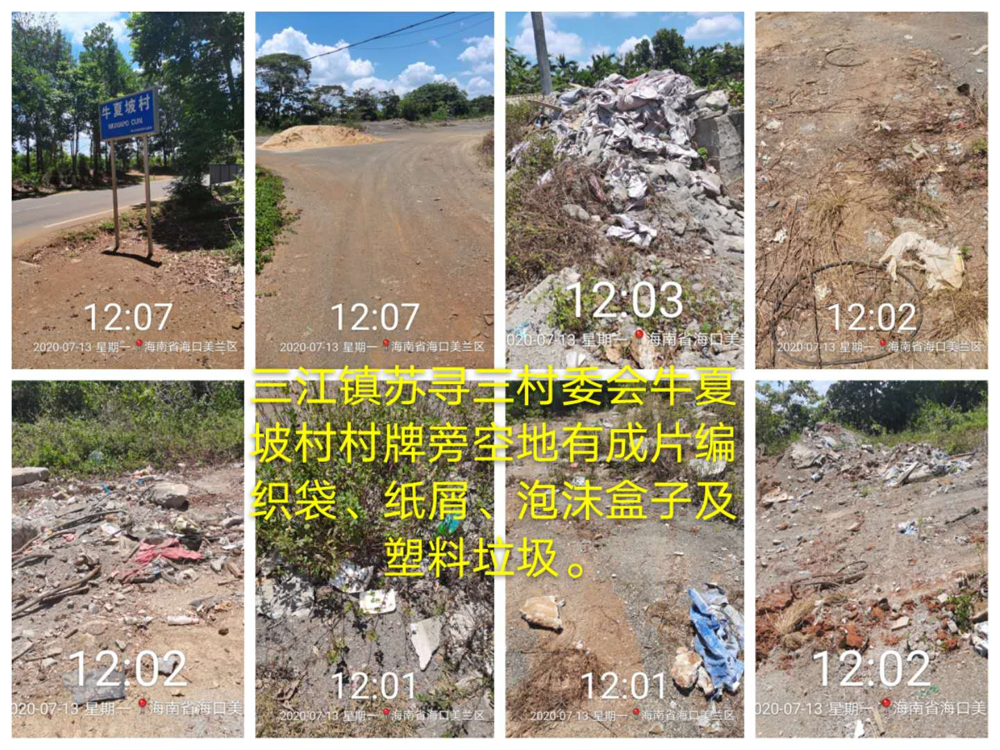 牛夏坡村
NIUXIAPO CUN
12:07
2020-07-13 星期一 海南省海口美兰区
12:07
2020-07-13 星期一 海南省海口美兰区
12:03
020-07-13 星期一 海南省海口美
12:02
2020-07-13 星期一 海南省海口美兰区
三江镇苏寻三村委会牛夏
坡村村牌旁空地有成片编
织袋、纸屑、泡沫盒子及
塑料垃圾。
12:02
020-07-13 星期一 海南省海口美
12:01
2020-07-13 星期一 海南省海口美兰区
12:01
2020-07-13 星期一 海南省海口美兰区
12:02
020-07-13 星期一 海南省海口美